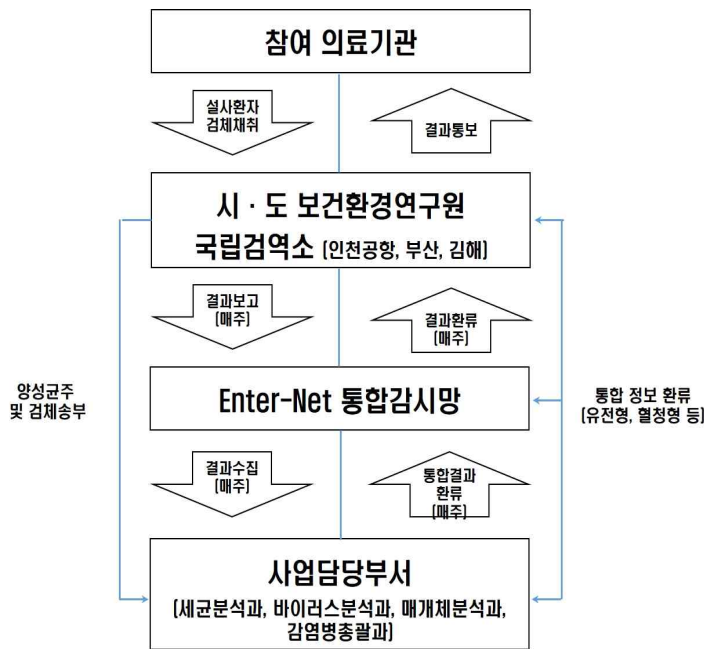 참여 의료기관
설사환자
검체채취
결과통보
시 · 도 보건환경연구원
국립검역소 (인천공항, 부산, 김해)
결과보고
(매주)
결과환류
(매주)
양성균주
및 검체송부
Enter-Net 통합감시망
통합 정보 환류
(유전형, 혈청형 등)
결과수집
(매주)
통합결과
환류
(매주)
사업담당부서
(세균분석과, 바이러스분석과, 매개체분석과,
감염병총괄과)